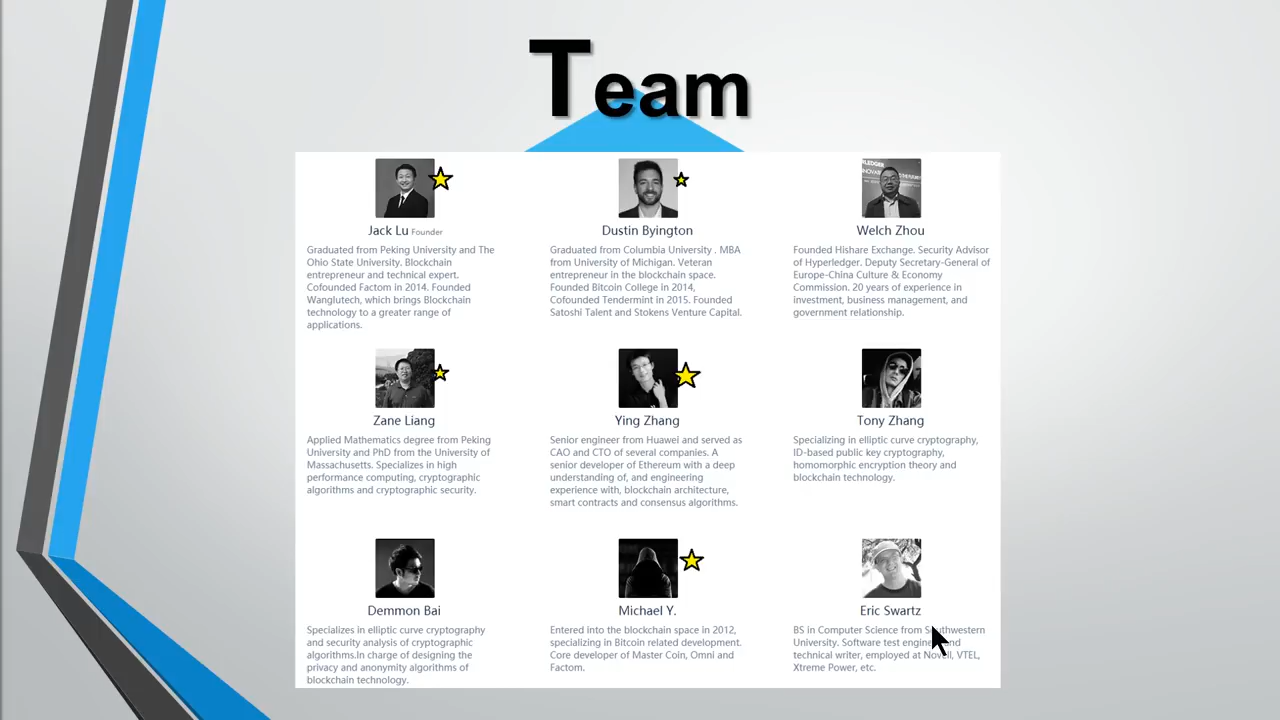 Team
Jack Lu Founder
Graduated from Peking University and The
Ohio State University. Blockchain
entrepreneur and technical expert.
Cofounded Factom in 2014. Founded
Wanglutech, which brings Blockchain
technology to a greater range of
applications.
Dustin Byington
Graduated from Columbia University . MBA
from University of Michigan. Veteran
entrepreneur in the blockchain space.
Founded Bitcoin College in 2014,
Cofounded Tendermint in 2015. Founded
Satoshi Talent and Stokens Venture Capital.
Welch Zhou
Founded Hishare Exchange. Security Advisor
of Hyperledger. Deputy Secretary-General of
Europe-China Culture & Economy
Commission. 20 years of experience in
investment, business management, and
government relationship.
Zane Liang
Applied Mathematics degree from Peking
University and PhD from the University of
Massachusetts. Specializes in high
performance computing, cryptographic
algorithms and cryptographic security.
Ying Zhang
Senior engineer from Huawei and served as
CAO and CTO of several companies. A
senior developer of Ethereum with a deep
understanding of, and engineering
experience with, blockchain architecture,
smart contracts and consensus algorithms.
Tony Zhang
Specializing in elliptic curve cryptography,
ID-based public key cryptography,
homomorphic encryption theory and
blockchain technology.
Demmon Bai
Specializes in elliptic curve cryptography
and security analysis of cryptographic
algorithms.In charge of designing the
privacy and anonymity algorithms of
blockchain technology.
Michael Y.
Entered into the blockchain space in 2012,
specializing in Bitcoin related development.
Core developer of Master Coin, Omni and
Factom.
Eric Swartz
BS in Computer Science from Southwestern
University. Software test engineer and
technical writer, employed at Novell, VTEL,
Xtreme Power, etc.